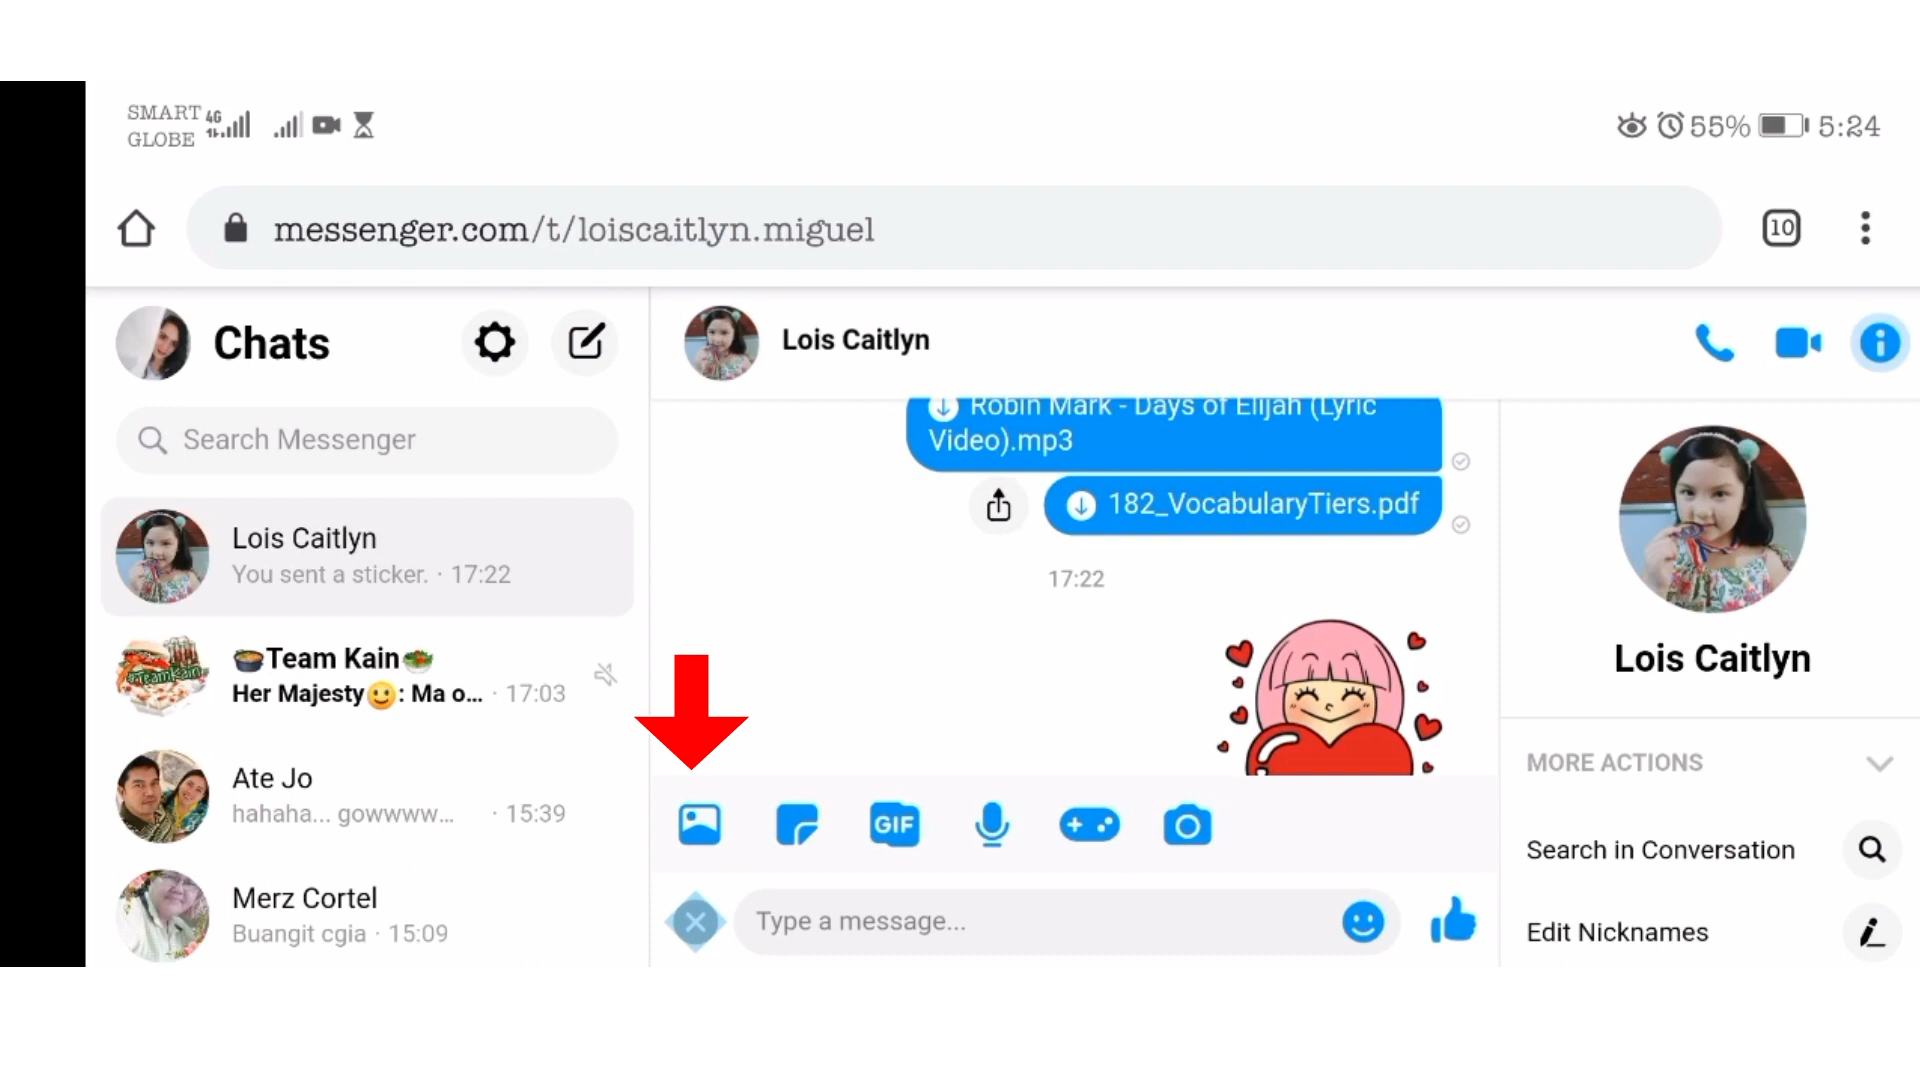 SMART 4G
GLOBE
55% 5:24
messenger.com/t/loiscaitlyn.miguel
10
Chats
Search Messenger
Lois Caitlyn
You sent a sticker. · 17:22
🍲Team Kain🥗
Her Majesty🙂: Ma o... · 17:03
#TeamKain
Ate Jo
hahaha... gowwww... · 15:39
Merz Cortel
Buangit cgia · 15:09
Lois Caitlyn
Robin Mark - Days of Elijah (Lyric
Video).mp3
182_VocabularyTiers.pdf
17:22
GIF
Type a message...
Lois Caitlyn
MORE ACTIONS
Search in Conversation
Edit Nicknames